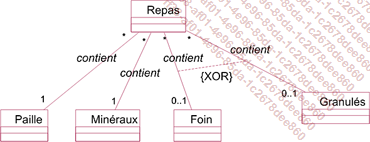 Repas
* * * *
contient contient contient contient
{XOR}
1 1 0..1 0..1
Paille Minéraux Foin Granulés